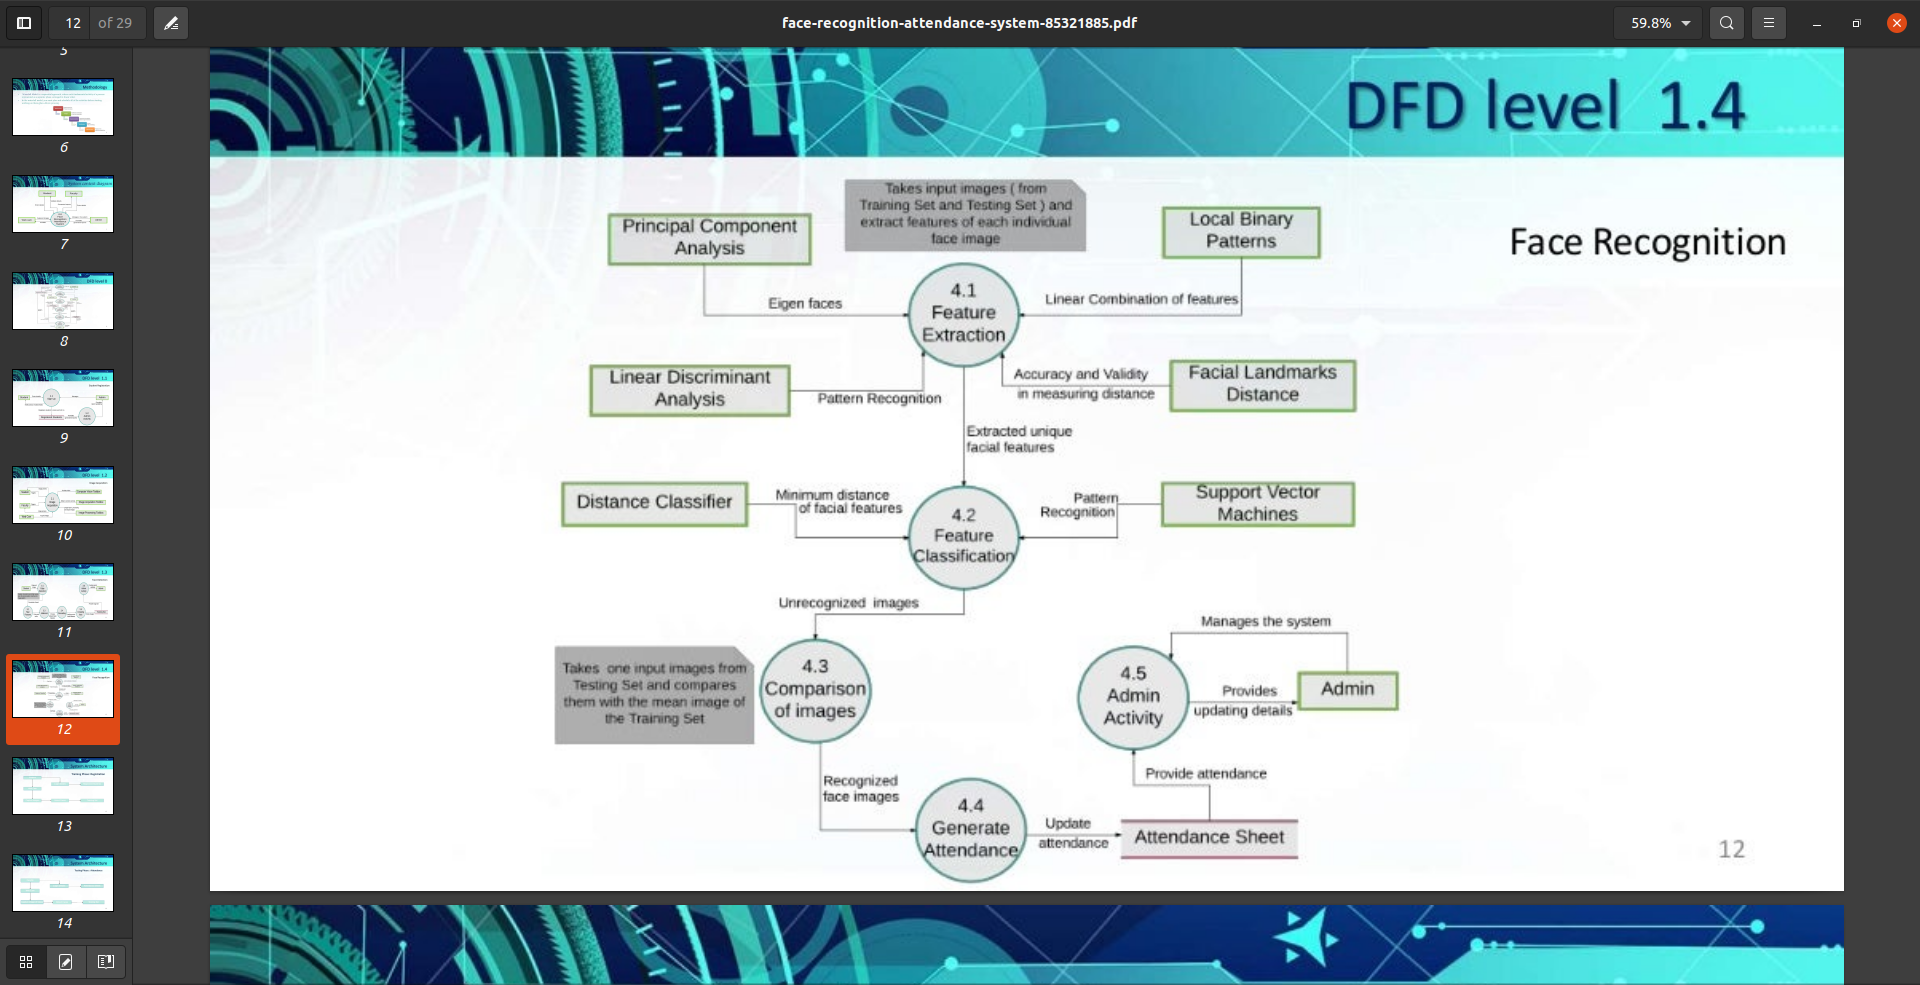 12 of 29
face-recognition-attendance-system-85321885.pdf
59.8%
5
6
7
8
9
10
11
12
13
14
DFD level 1.4
Face Recognition
Takes input images ( from
Training Set and Testing Set ) and
extract features of each individual
face image
Principal Component
Analysis
Local Binary
Patterns
Eigen faces
4.1
Feature
Extraction
Linear Combination of features
Linear Discriminant
Analysis
Pattern Recognition
Accuracy and Validity
in measuring distance
Facial Landmarks
Distance
Extracted unique
facial features
Distance Classifier
Minimum distance
of facial features
4.2
Feature
Classification
Pattern
Recognition
Support Vector
Machines
Unrecognized images
Takes one input images from
Testing Set and compares
them with the mean image of
the Training Set
4.3
Comparison
of images
Manages the system
4.5
Admin
Activity
Provides
updating details
Admin
Recognized
face images
Provide attendance
4.4
Generate
Attendance
Update
attendance
Attendance Sheet
12